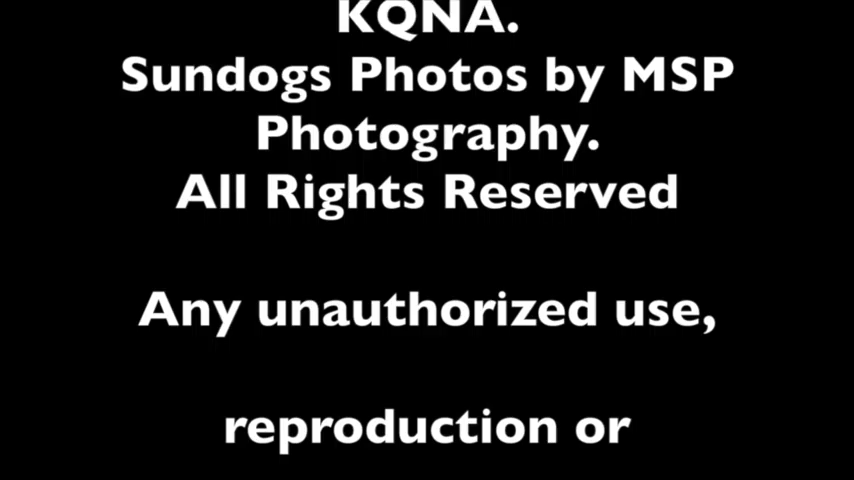 KQNA.
Sundogs Photos by MSP
Photography.
All Rights Reserved
Any unauthorized use,
reproduction or